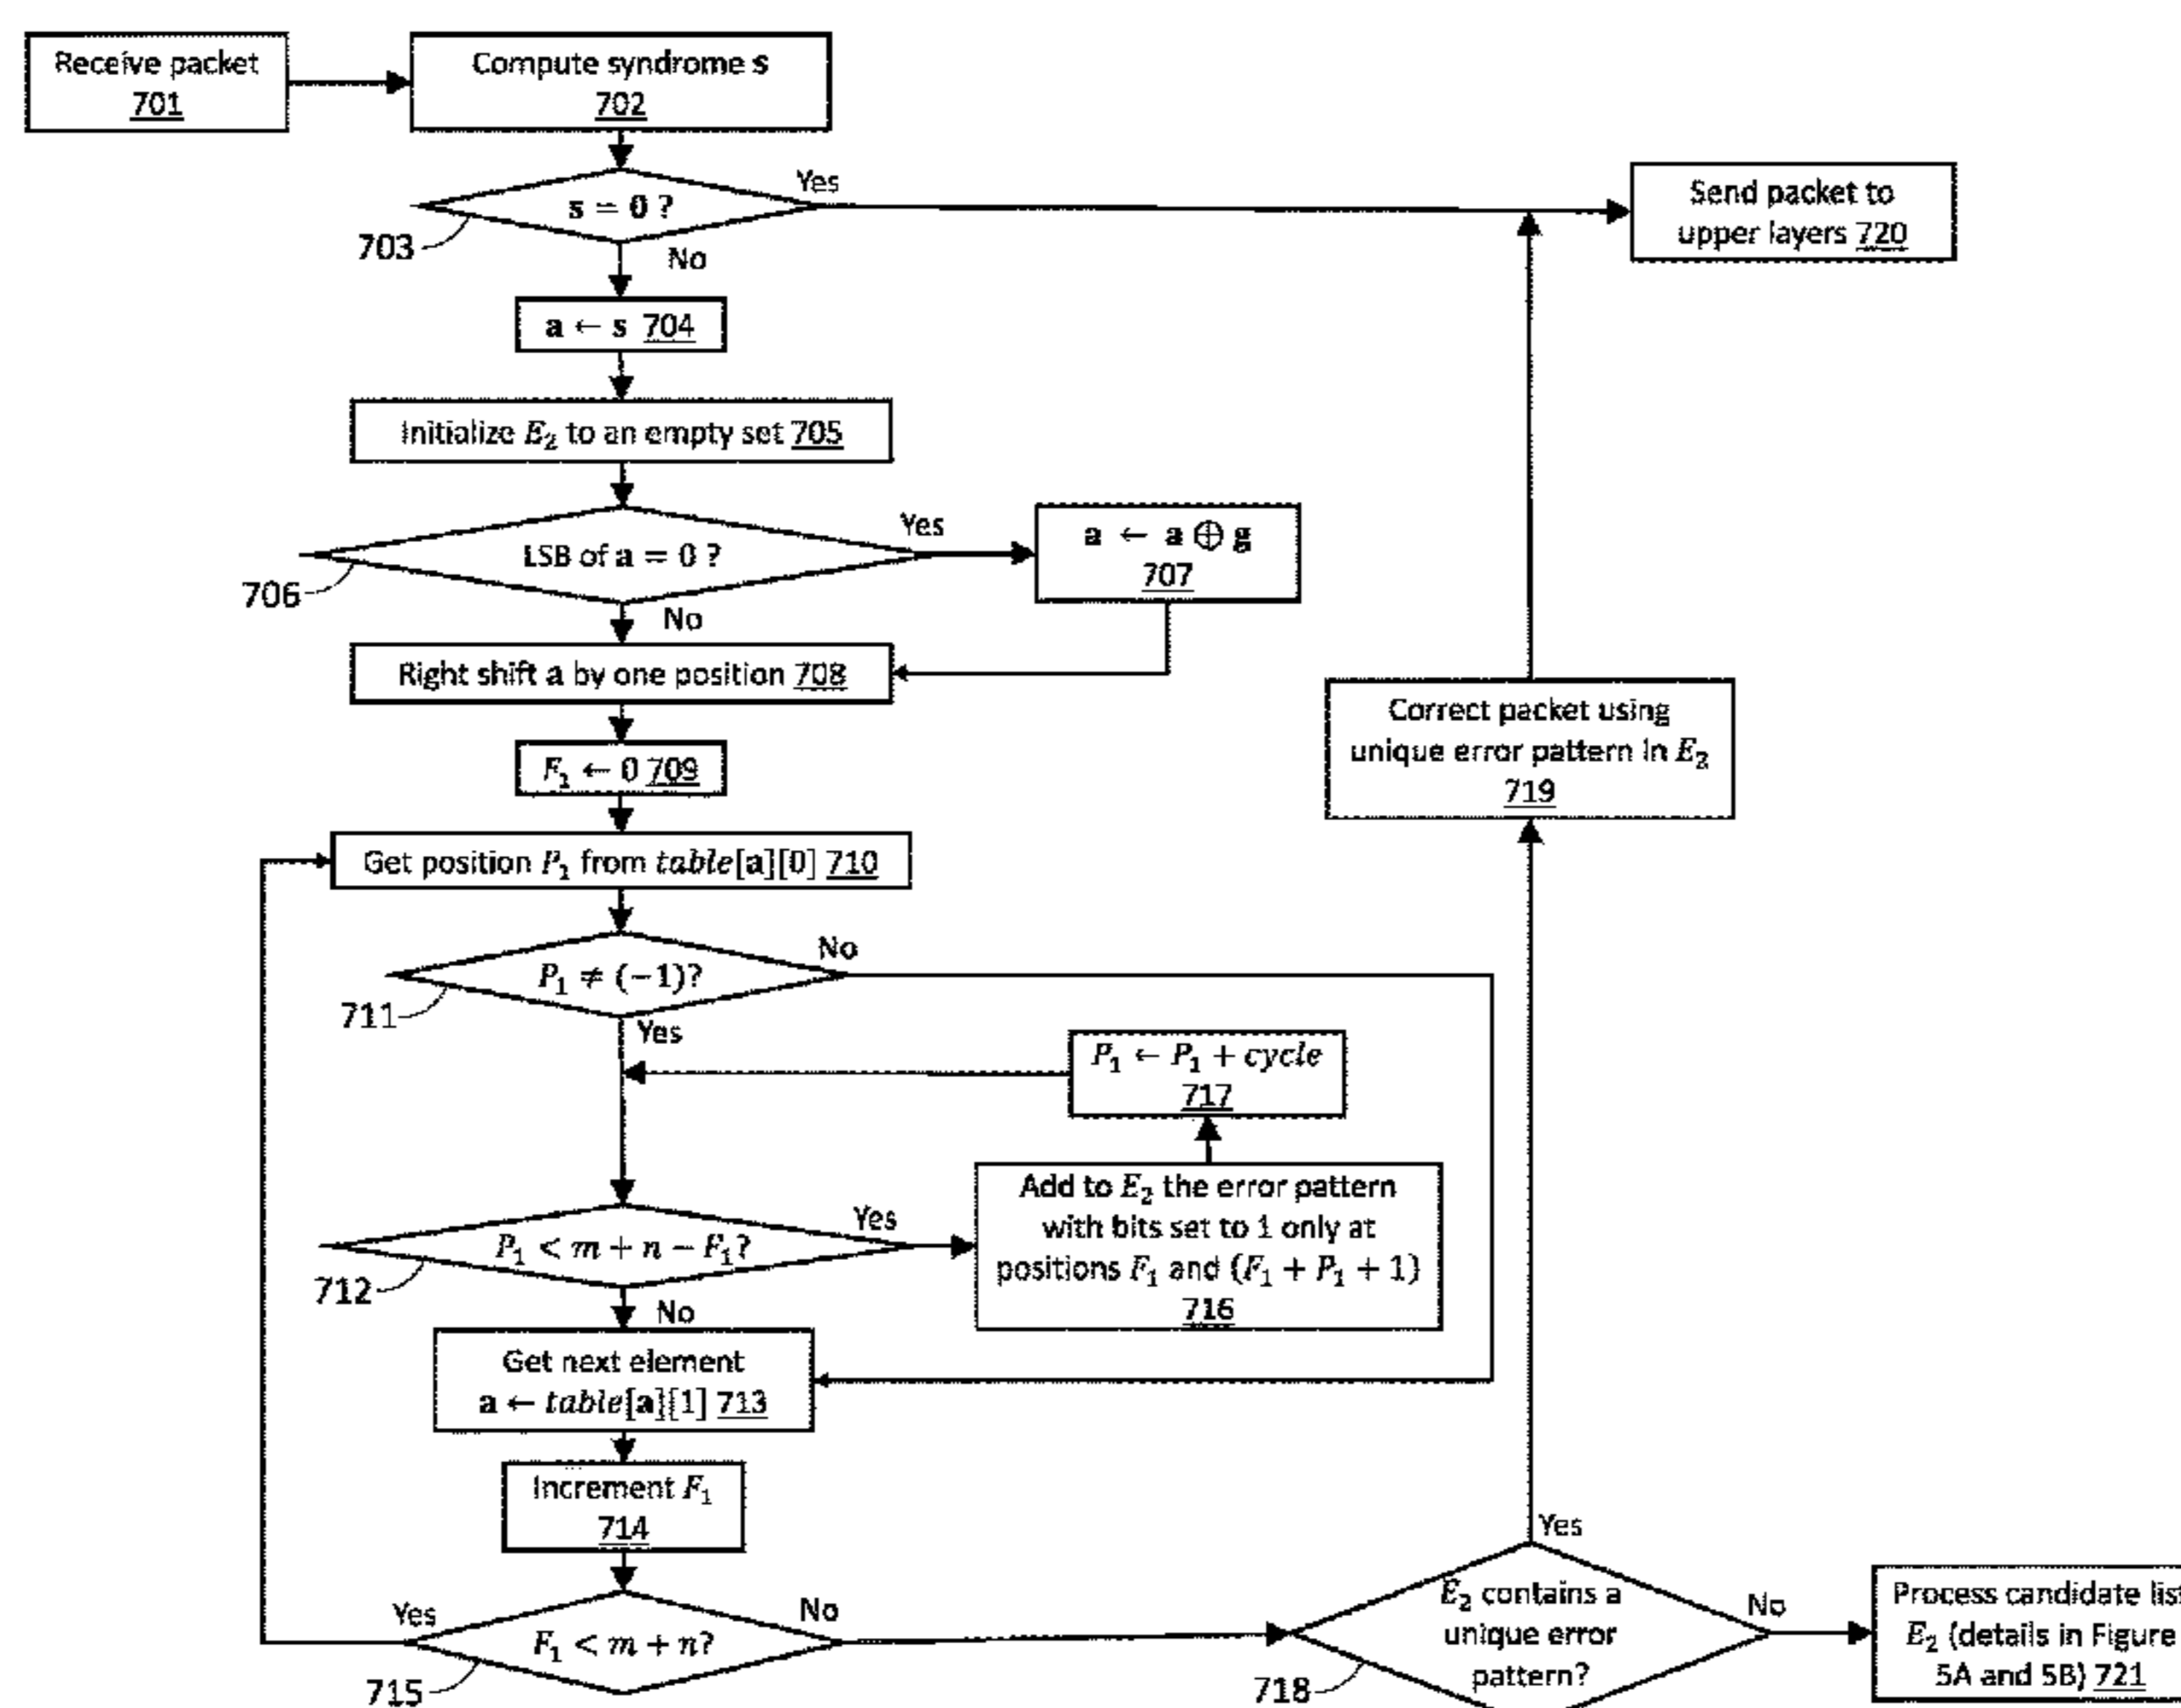 Receive packet
701
Compute syndrome s
702
s = 0 ?
703
Yes
No
Send packet to
upper layers 720
a ← s 704
Initialize E₂ to an empty set 705
LSB of a = 0 ?
706
Yes
No
a ← a ⊕ g
707
Right shift a by one position 708
F₁ ← 0 709
Correct packet using
unique error pattern in E₂
719
Get position P₁ from table[a][0] 710
P₁ ≠ (−1)?
711
No
Yes
P₁ ← P₁ + cycle
717
P₁ < m + n − F₁?
712
Yes
No
Add to E₂ the error pattern
with bits set to 1 only at
positions F₁ and (F₁ + P₁ + 1)
716
Get next element
a ← table[a][1] 713
Increment F₁
714
F₁ < m + n?
715
Yes
No
E₂ contains a
unique error
pattern?
718
Yes
No
Process candidate list
E₂ (details in Figure
5A and 5B) 721